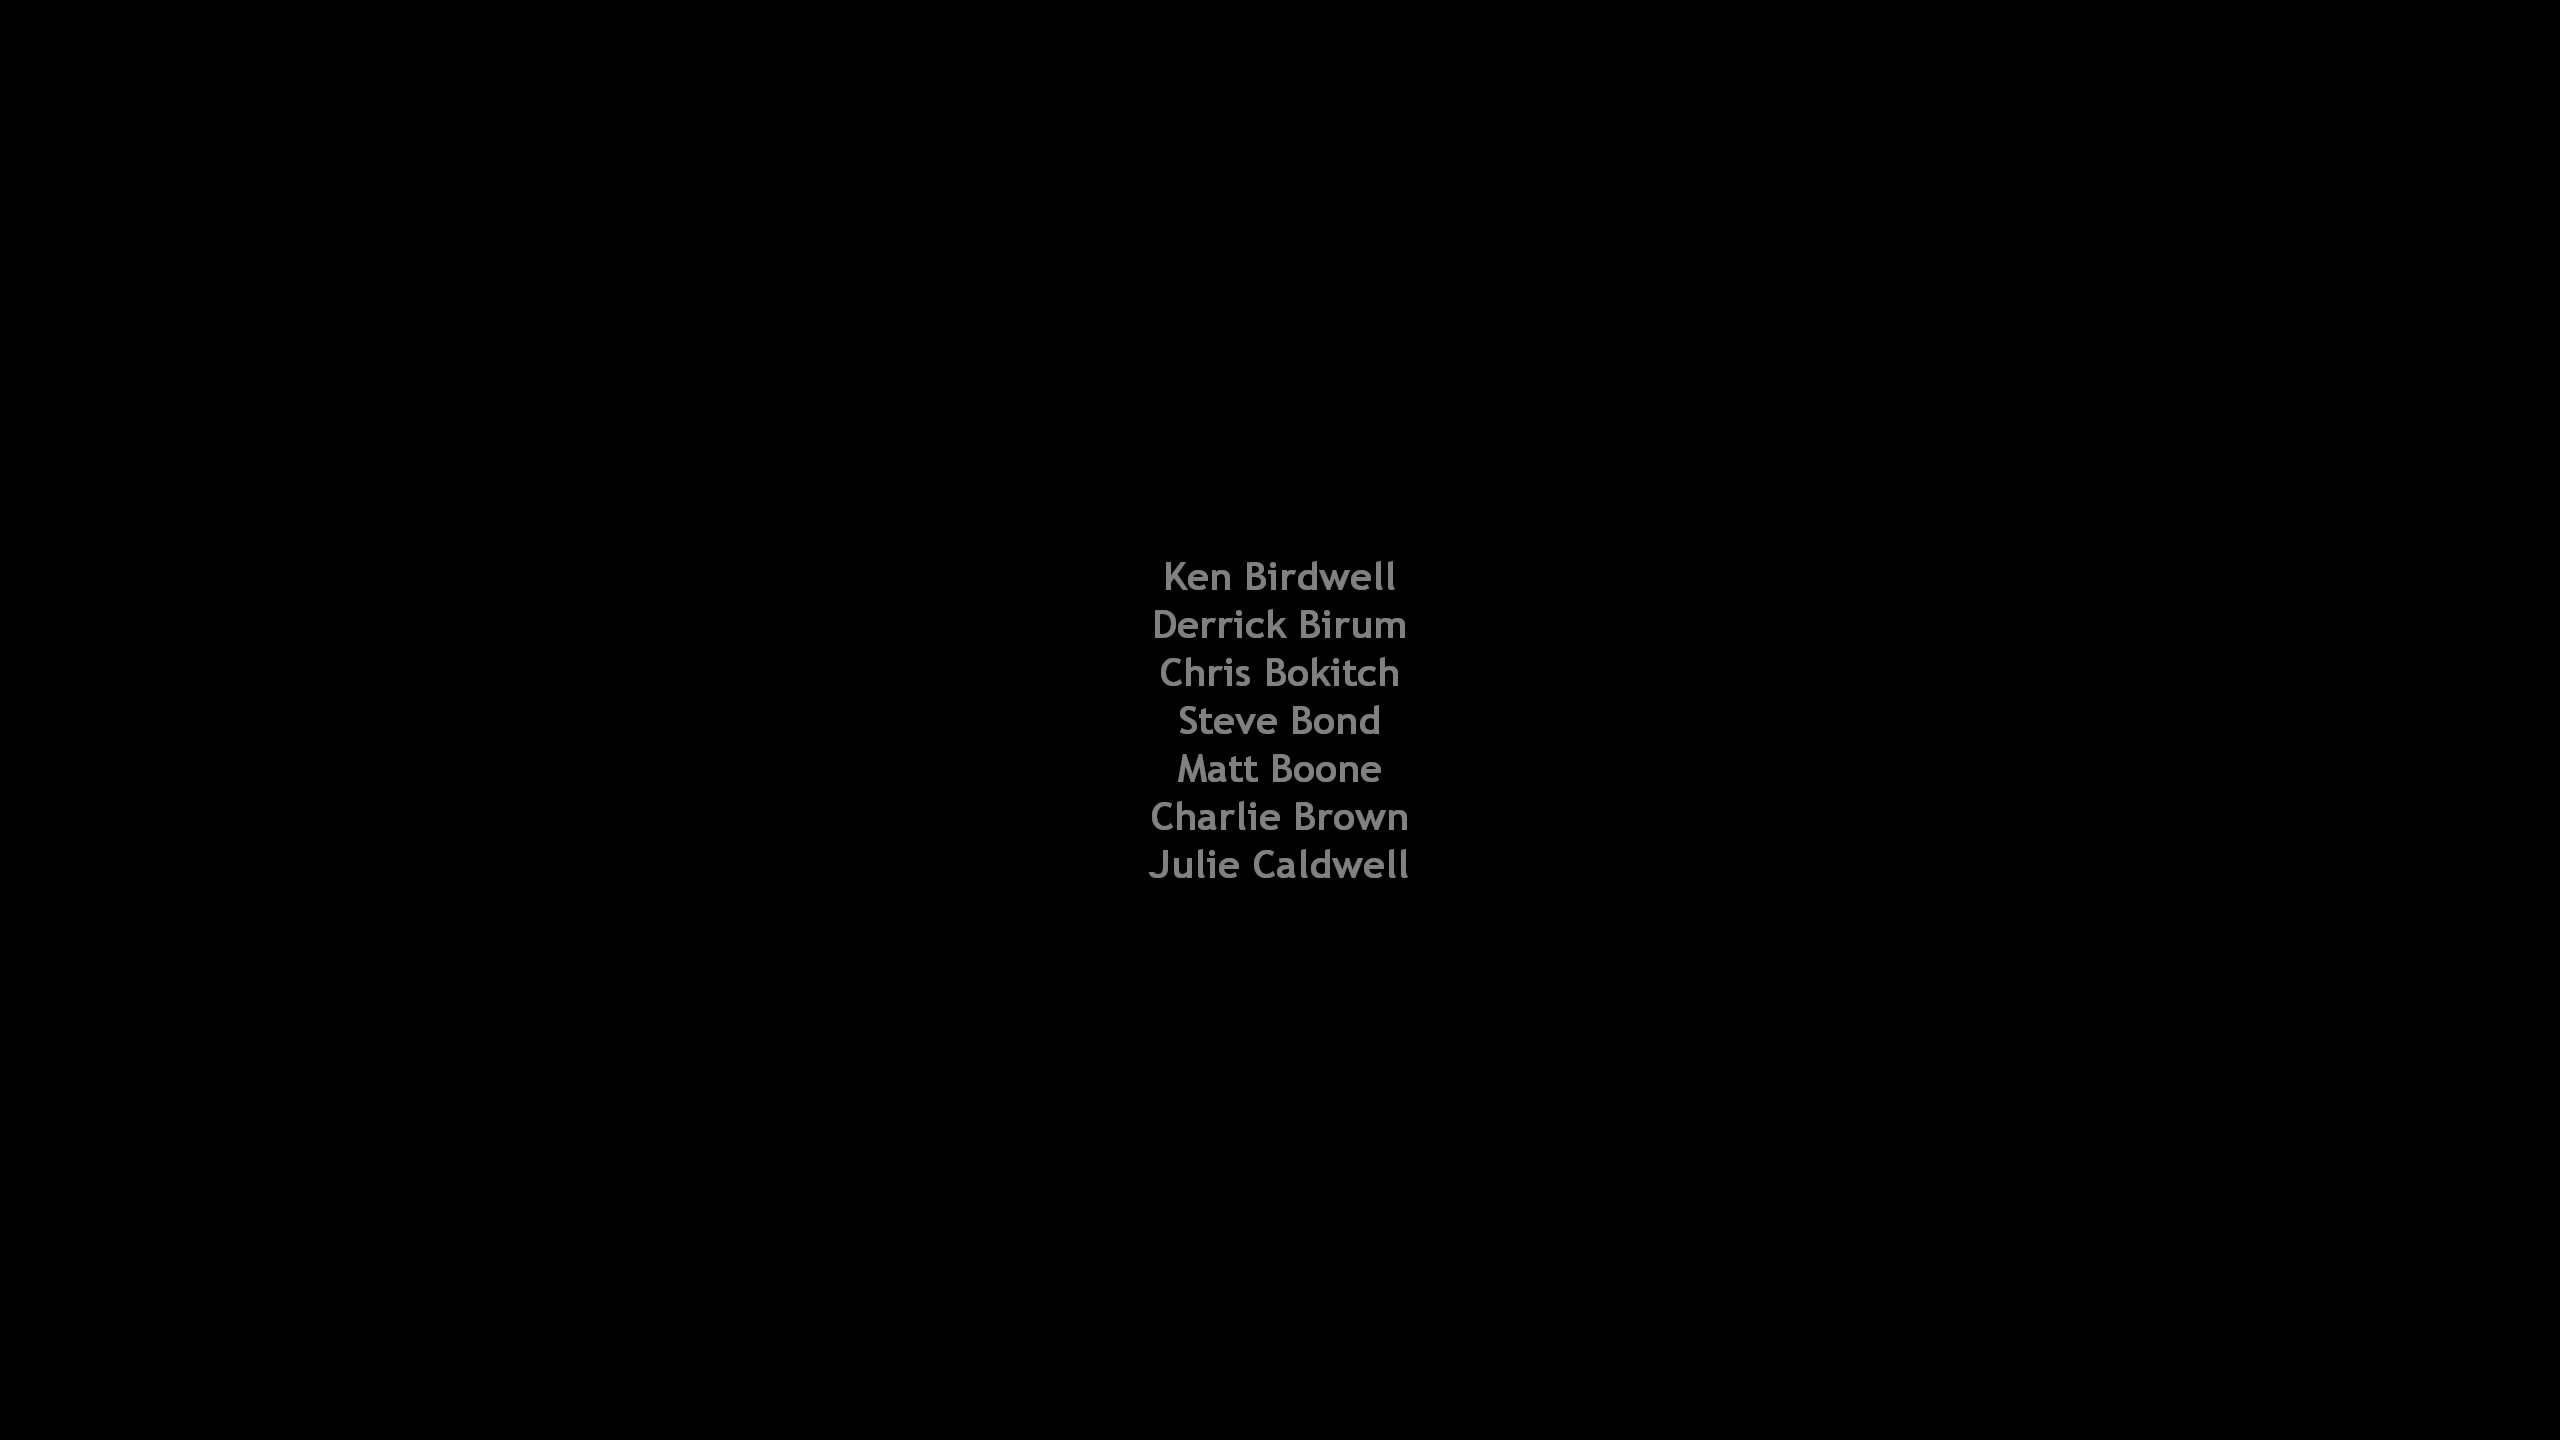 Ken Birdwell
Derrick Birum
Chris Bokitch
Steve Bond
Matt Boone
Charlie Brown
Julie Caldwell